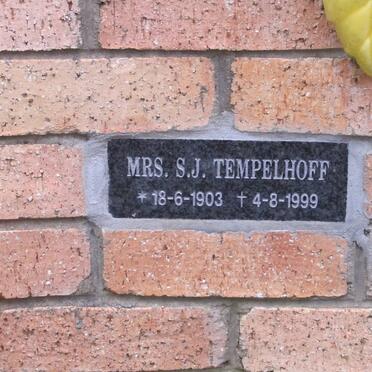 MRS. S.J. TEMPELHOFF
* 18-6-1903 † 4-8-1999